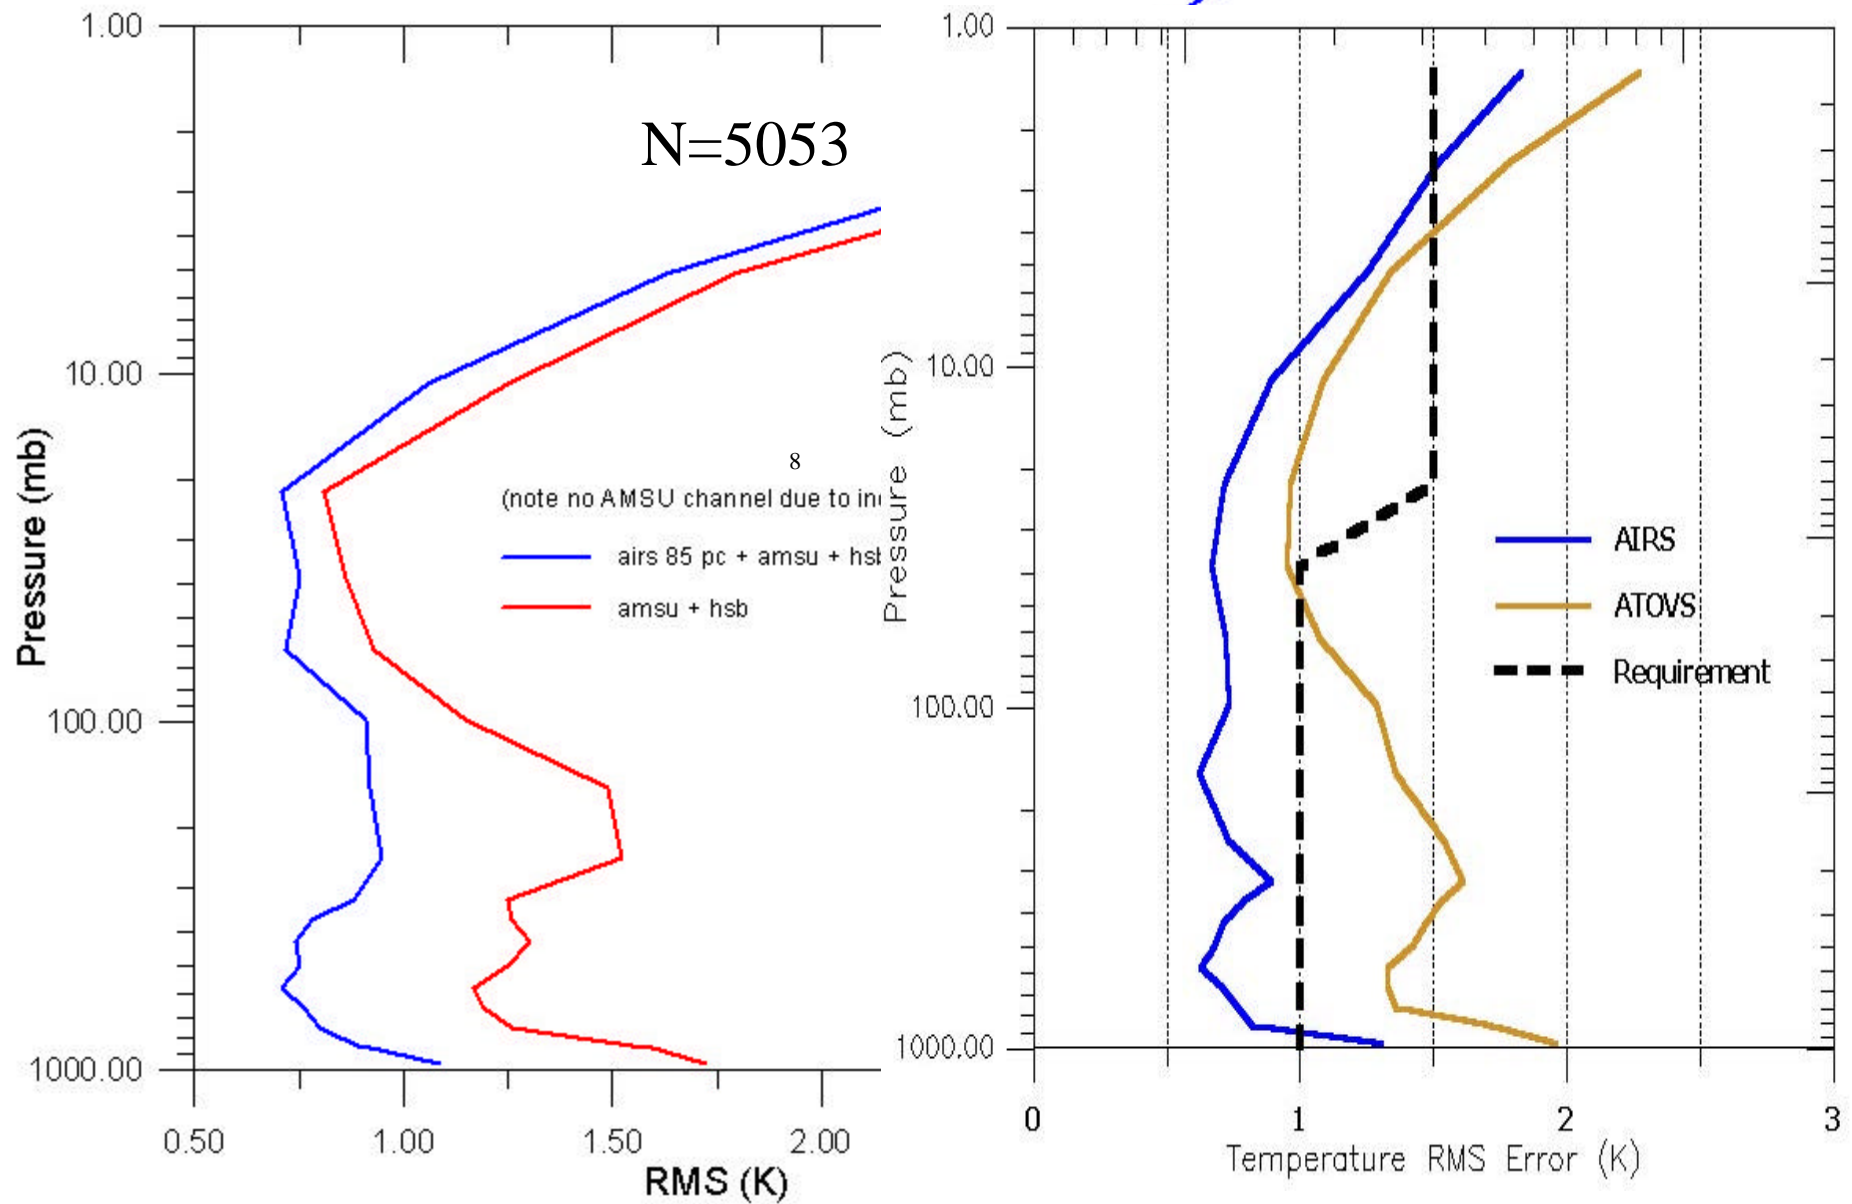 1.00
N=5053
10.00
8
(note no AMSU channel due to
airs 85 pc + amsu +
amsu + hsb
Pressure (mb)
100.00
1000.00
0.50 1.00 1.50 2.00
RMS (K)
1.00
10.00
Pressure (mb)
AIRS
ATOVS
Requirement
100.00
1000.00
0 1 2 3
Temperature RMS Error (K)